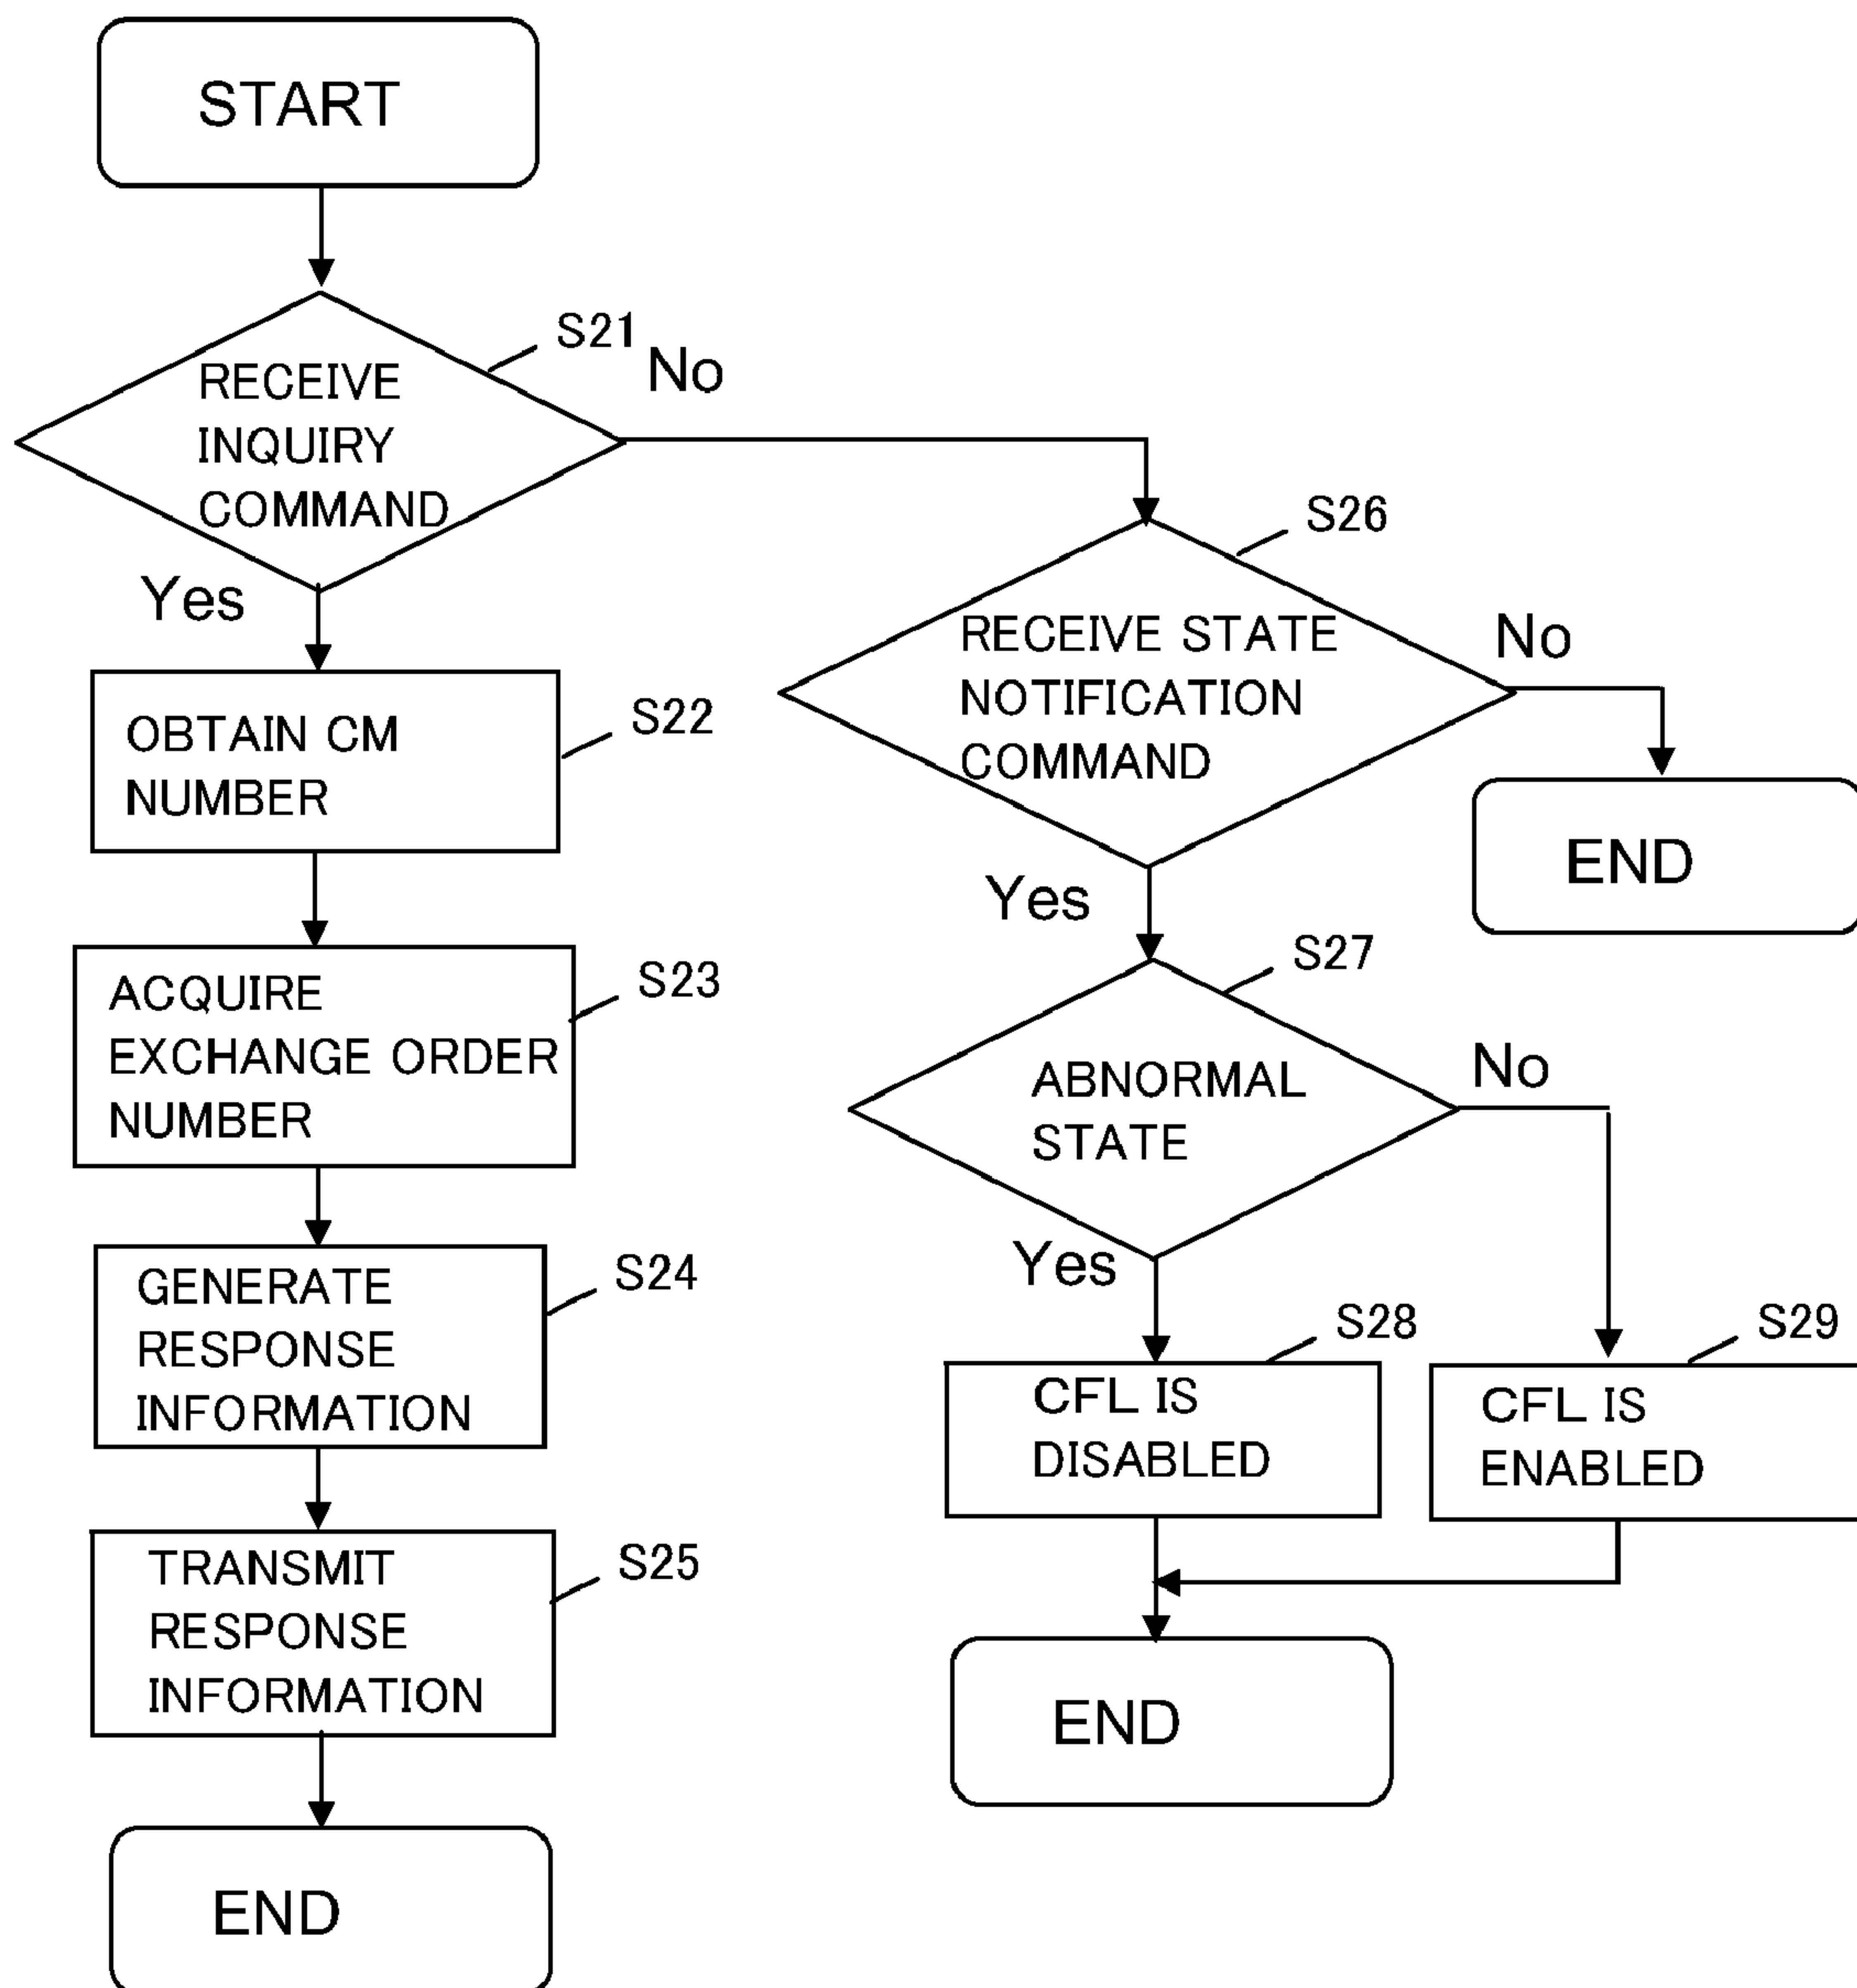 START
S21
No
RECEIVE
INQUIRY
COMMAND
Yes
S22
OBTAIN CM
NUMBER
S23
ACQUIRE
EXCHANGE ORDER
NUMBER
S24
GENERATE
RESPONSE
INFORMATION
S25
TRANSMIT
RESPONSE
INFORMATION
END
S26
RECEIVE STATE
NOTIFICATION
COMMAND
No
END
Yes
S27
ABNORMAL
STATE
No
Yes
S28
CFL IS
DISABLED
S29
CFL IS
ENABLED
END